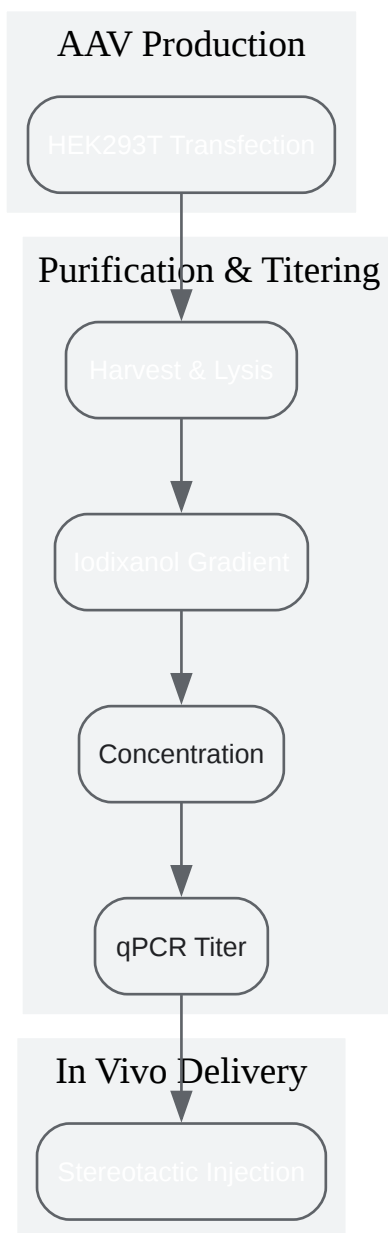 AAV Production
HEK293T Transfection
Purification & Titering
Harvest & Lysis
Iodixanol Gradient
Concentration
qPCR Titer
In Vivo Delivery
Stereotactic Injection